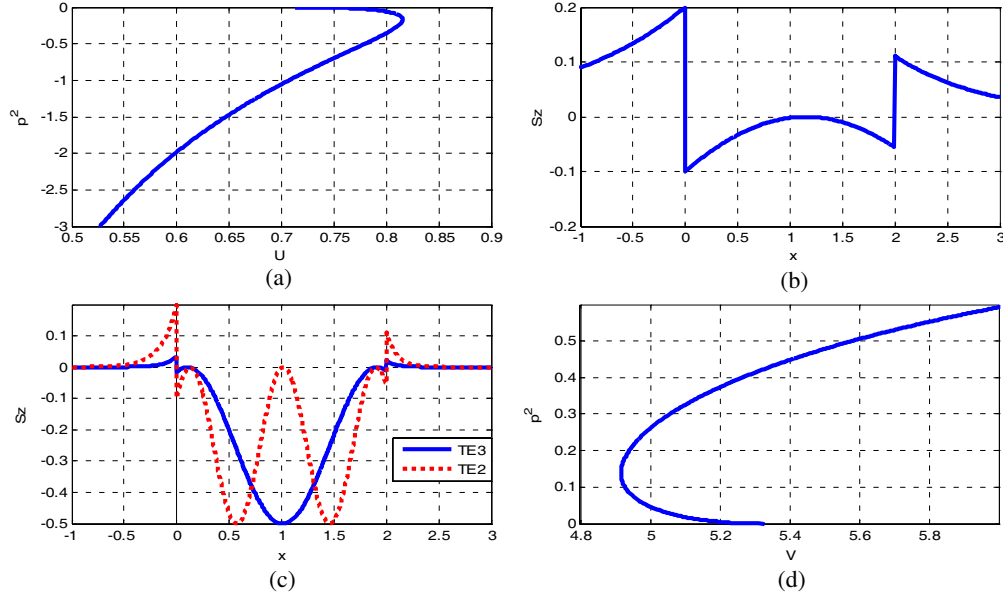 0
-0.5
-1
-1.5
-2
-2.5
-3
p2
0.5 0.55 0.6 0.65 0.7 0.75 0.8 0.85 0.9
U
(a)
0.2
0.1
0
-0.1
-0.2
Sz
-1 -0.5 0 0.5 1 1.5 2 2.5 3
x
(b)
0.1
0
-0.1
-0.2
-0.3
-0.4
-0.5
Sz
TE3
TE2
-1 -0.5 0 0.5 1 1.5 2 2.5 3
x
(c)
0.5
0.4
0.3
0.2
0.1
0
p2
4.8 5 5.2 5.4 5.6 5.8
V
(d)